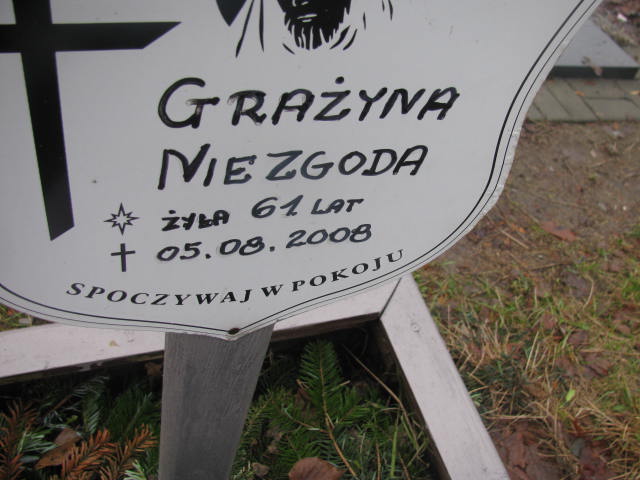 GRAŻYNA
NIEZGODA
ŻYŁA 61 LAT
05.08.2008
SPOCZYWAJ W POKOJU